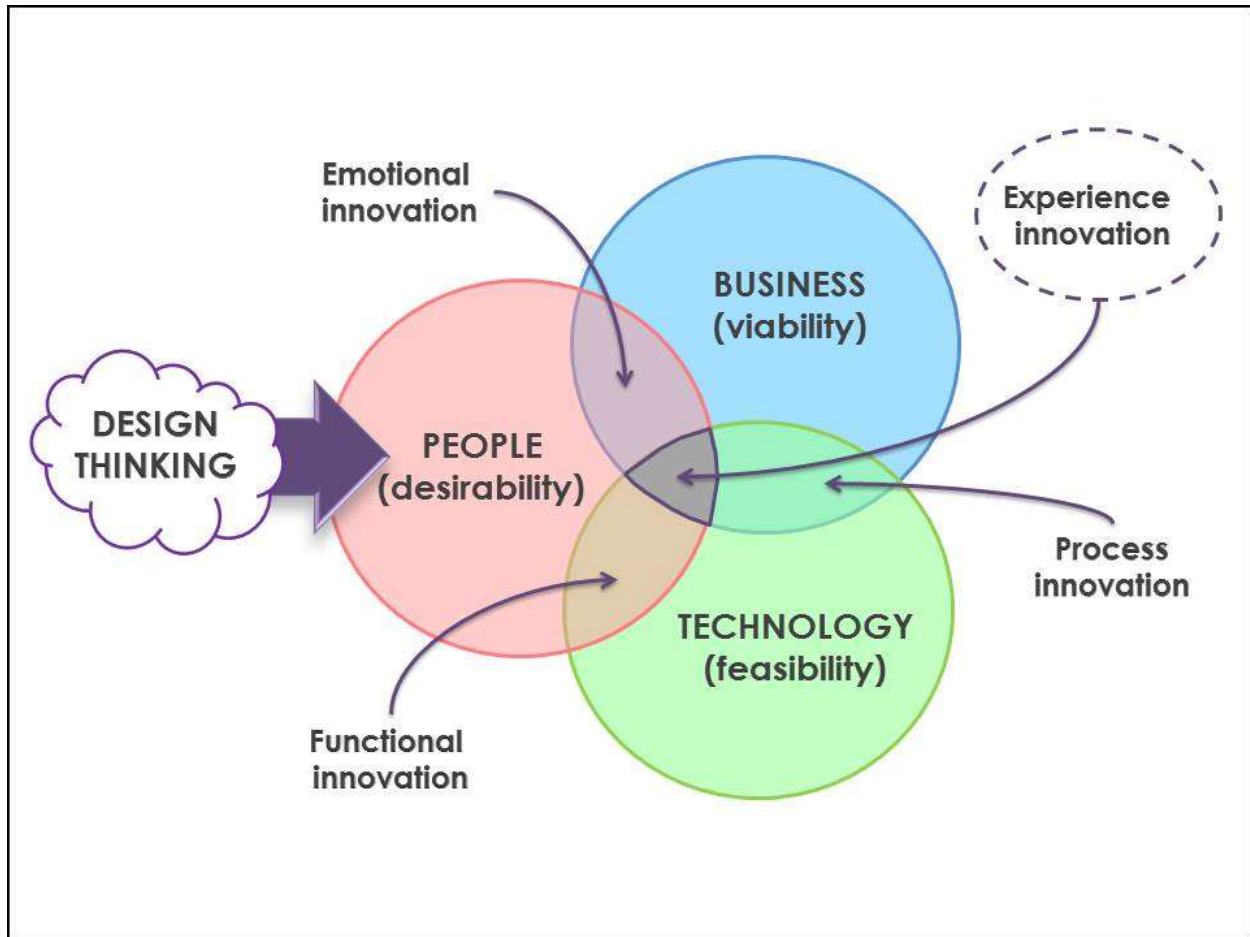 Emotional
innovation
Experience
innovation
BUSINESS
(viability)
DESIGN
THINKING
PEOPLE
(desirability)
Process
innovation
TECHNOLOGY
(feasibility)
Functional
innovation